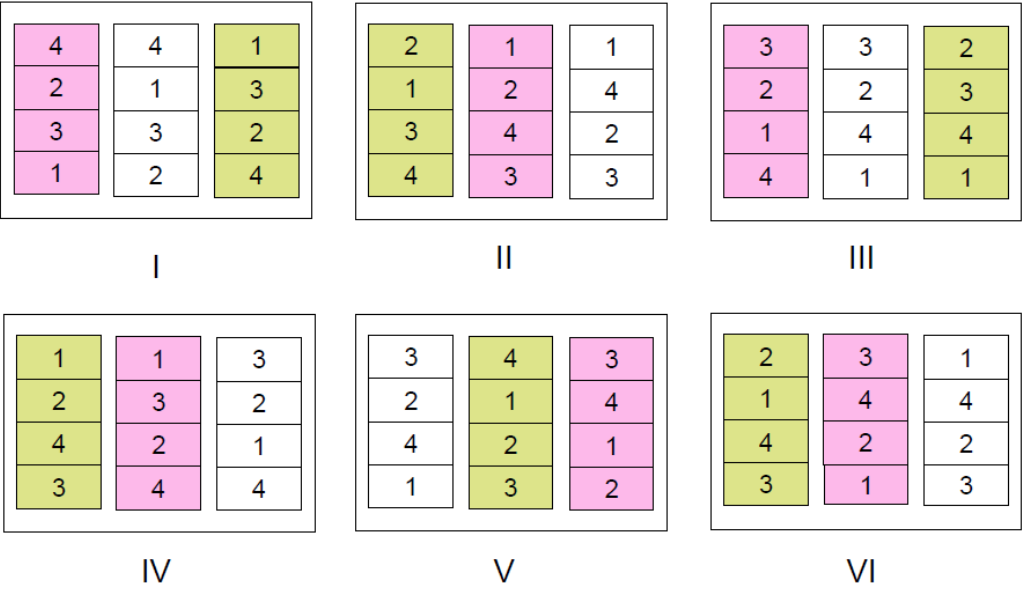 4 4 1
2 1 3
3 3 2
1 2 4
I
2 1 1
1 2 4
3 4 2
4 3 3
II
3 3 2
2 2 3
1 4 4
4 1 1
III
1 1 3
2 3 2
4 2 1
3 4 4
IV
3 4 3
2 1 4
4 2 1
1 3 2
V
2 3 1
1 4 4
4 2 2
3 1 3
VI